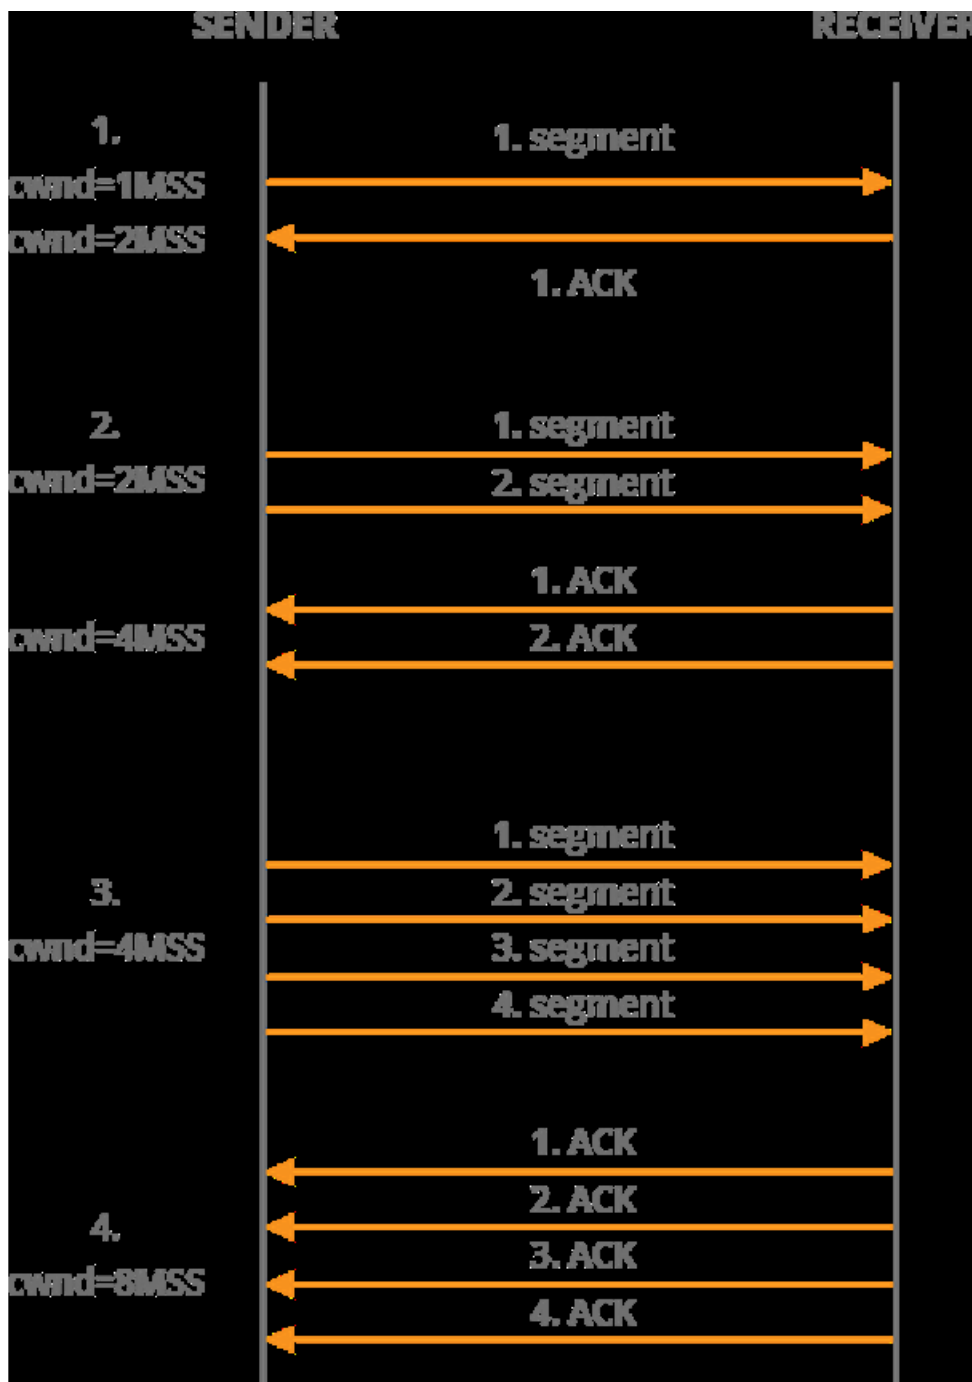 SENDER RECEIVER
1.
1. segment
cwnd=1MSS
cwnd=2MSS
1. ACK
2.
1. segment
cwnd=2MSS
2. segment
1. ACK
cwnd=4MSS
2. ACK
1. segment
3.
2. segment
cwnd=4MSS
3. segment
4. segment
1. ACK
2. ACK
4.
3. ACK
cwnd=8MSS
4. ACK